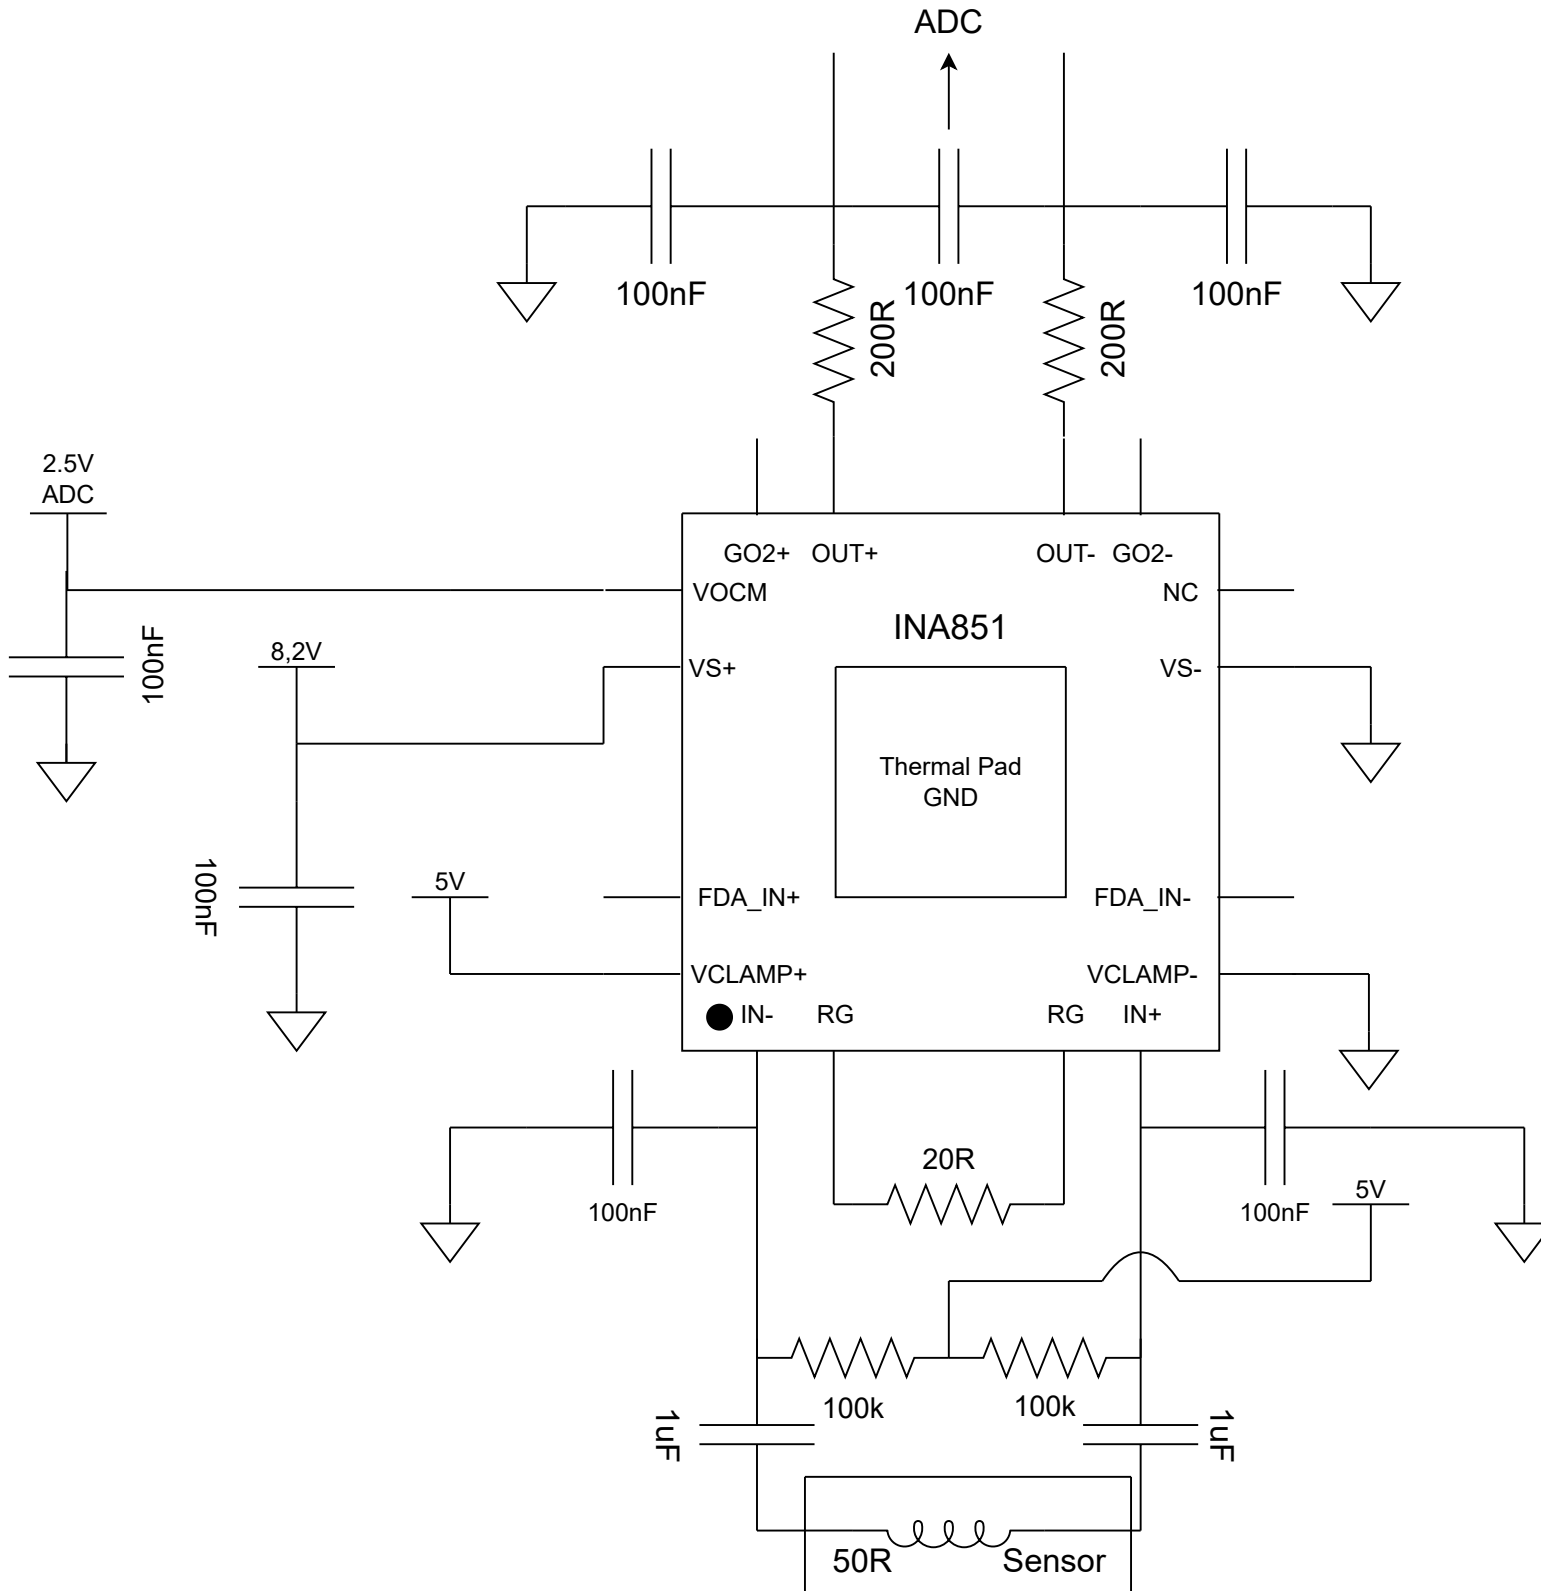 ADC
100nF
100nF
100nF
200R
200R
2.5V
ADC
GO2+
OUT+
OUT-
GO2-
VOCM
NC
INA851
100nF
8,2V
VS+
VS-
Thermal Pad
GND
100nF
5V
FDA_IN+
FDA_IN-
VCLAMP+
VCLAMP-
IN-
RG
RG
IN+
20R
100nF
100nF
5V
100k
100k
1uF
1uF
50R
Sensor